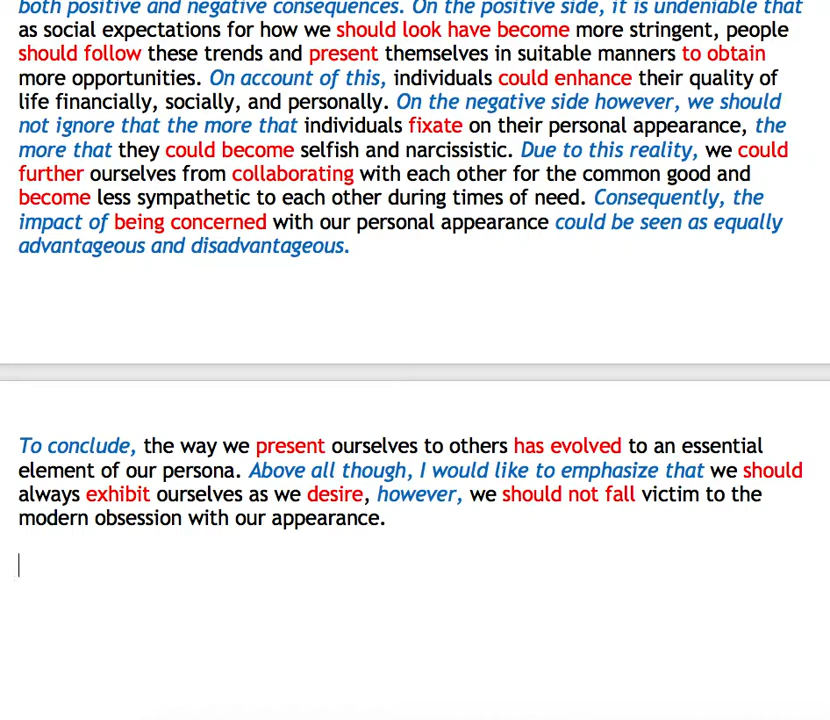 both positive and negative consequences. On the positive side, it is undeniable that
as social expectations for how we should look have become more stringent, people
should follow these trends and present themselves in suitable manners to obtain
more opportunities. On account of this, individuals could enhance their quality of
life financially, socially, and personally. On the negative side however, we should
not ignore that the more that individuals fixate on their personal appearance, the
more that they could become selfish and narcissistic. Due to this reality, we could
further ourselves from collaborating with each other for the common good and
become less sympathetic to each other during times of need. Consequently, the
impact of being concerned with our personal appearance could be seen as equally
advantageous and disadvantageous.
To conclude, the way we present ourselves to others has evolved to an essential
element of our persona. Above all though, I would like to emphasize that we should
always exhibit ourselves as we desire, however, we should not fall victim to the
modern obsession with our appearance.